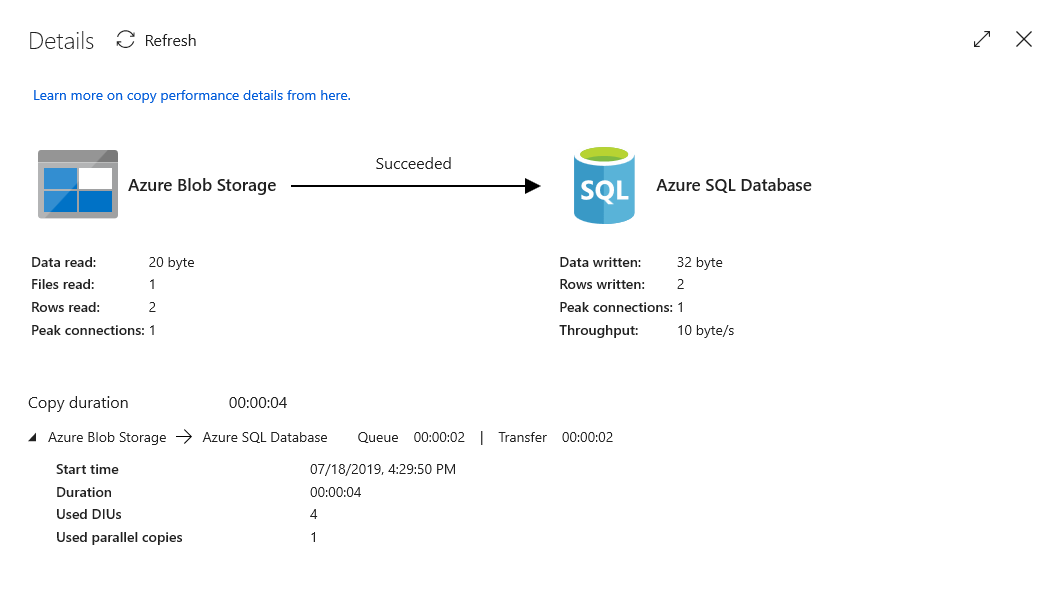 Details Refresh
Learn more on copy performance details from here.
Succeeded
Azure Blob Storage SQL Azure SQL Database
Data read: 20 byte
Files read: 1
Rows read: 2
Peak connections: 1
Data written: 32 byte
Rows written: 2
Peak connections: 1
Throughput: 10 byte/s
Copy duration 00:00:04
Azure Blob Storage → Azure SQL Database Queue 00:00:02 | Transfer 00:00:02
Start time 07/18/2019, 4:29:50 PM
Duration 00:00:04
Used DIUs 4
Used parallel copies 1